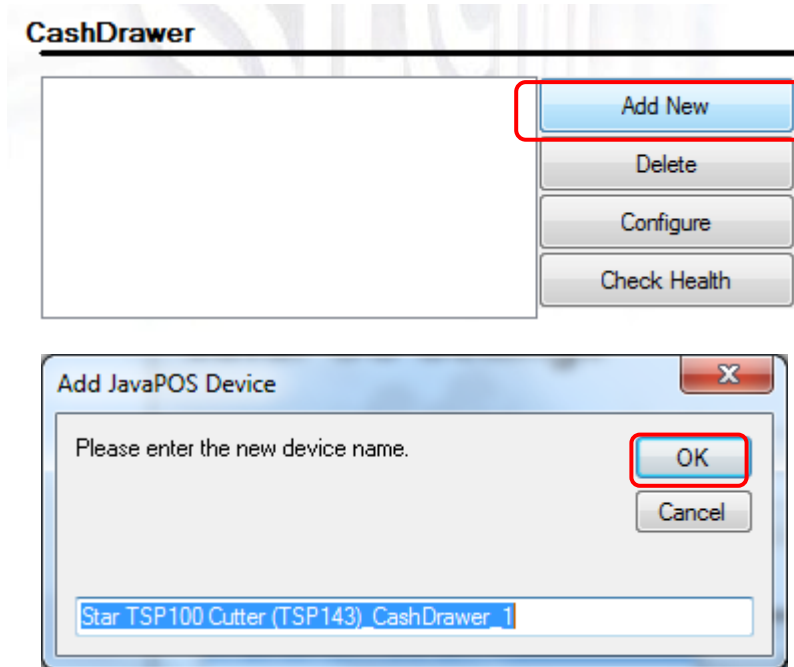 CashDrawer
Add New
Delete
Configure
Check Health
Add JavaPOS Device
Please enter the new device name.
OK
Cancel
Star TSP100 Cutter (TSP143)_CashDrawer_1